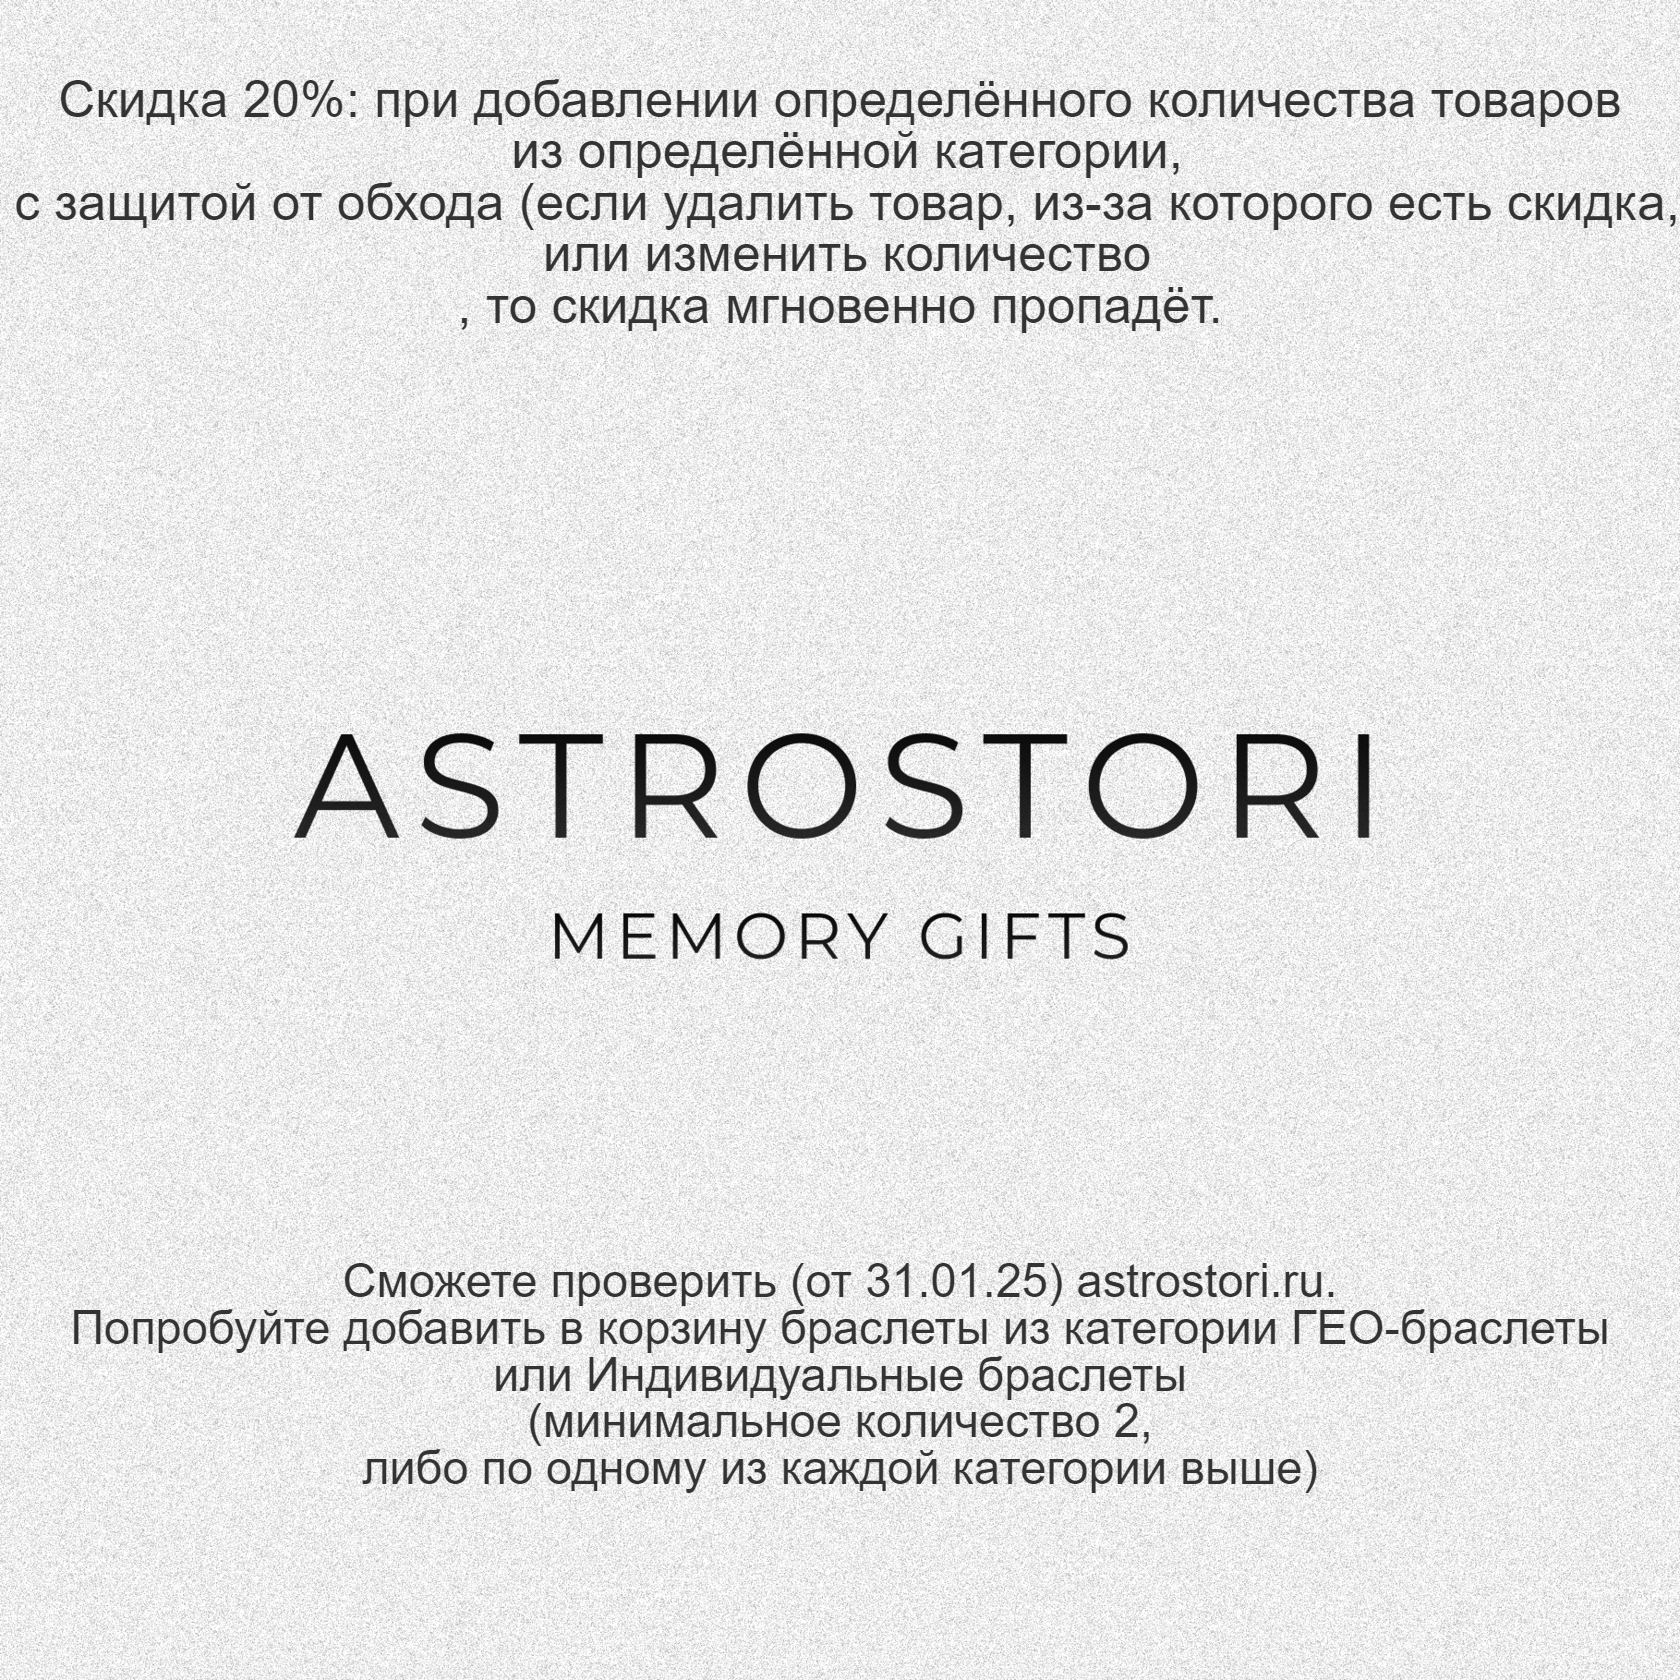 Скидка 20%: при добавлении определённого количества товаров
из определённой категории,
с защитой от обхода (если удалить товар, из-за которого есть скидка,
или изменить количество
, то скидка мгновенно пропадёт.
ASTROSTORI
MEMORY GIFTS
Сможете проверить (от 31.01.25) astrostori.ru.
Попробуйте добавить в корзину браслеты из категории ГЕО-браслеты
или Индивидуальные браслеты
(минимальное количество 2,
либо по одному из каждой категории выше)